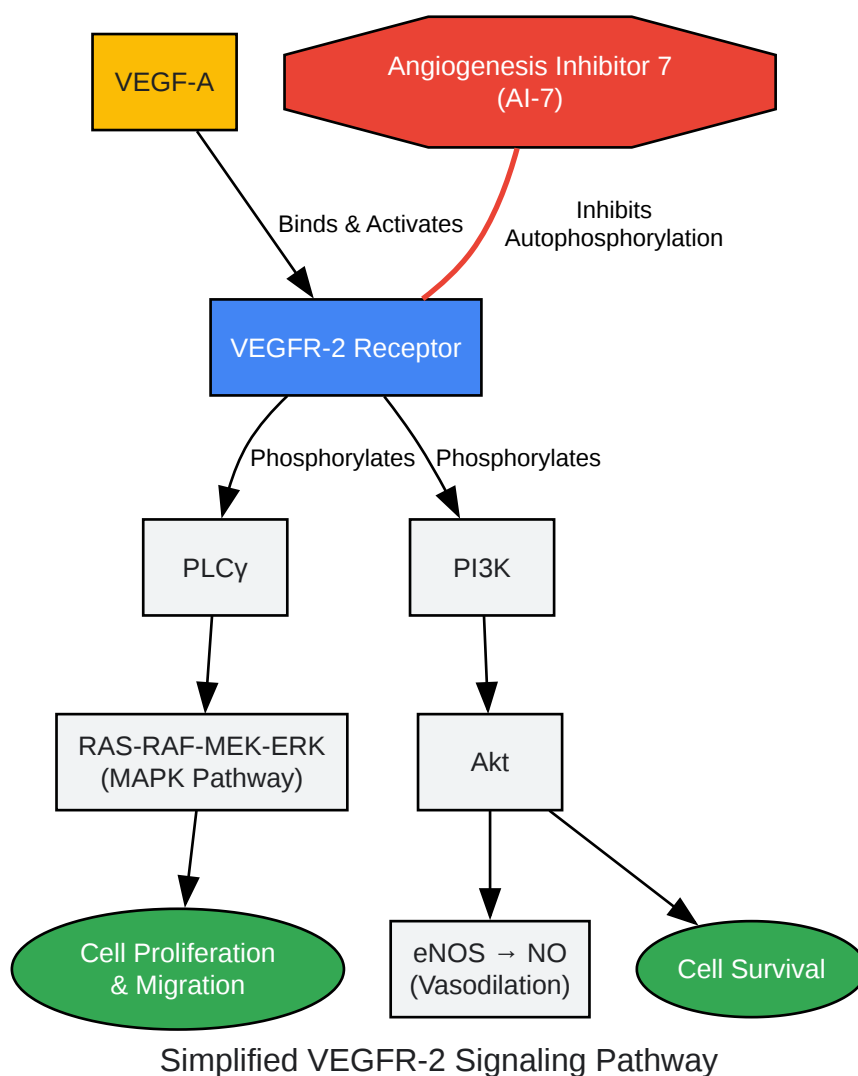 VEGF-A
Angiogenesis Inhibitor 7
(AI-7)
Binds & Activates
Inhibits
Autophosphorylation
VEGFR-2 Receptor
Phosphorylates
Phosphorylates
PLCγ
PI3K
RAS-RAF-MEK-ERK
(MAPK Pathway)
Akt
Cell Proliferation
& Migration
eNOS → NO
(Vasodilation)
Cell Survival
Simplified VEGFR-2 Signaling Pathway